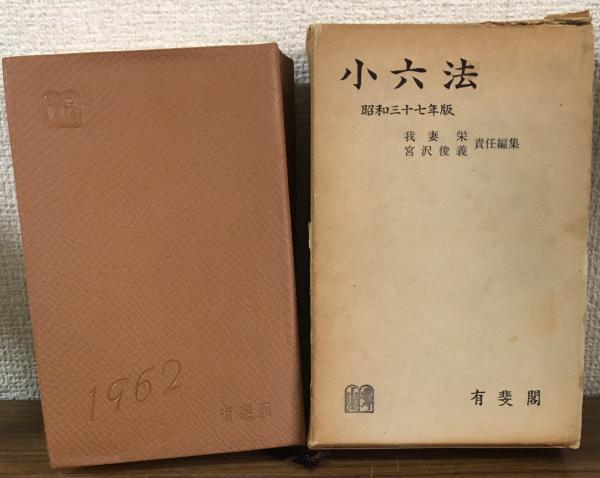 1962
有斐閣
小六法
昭和三十七年版
我妻栄
宮沢俊義
責任編集
有斐閣